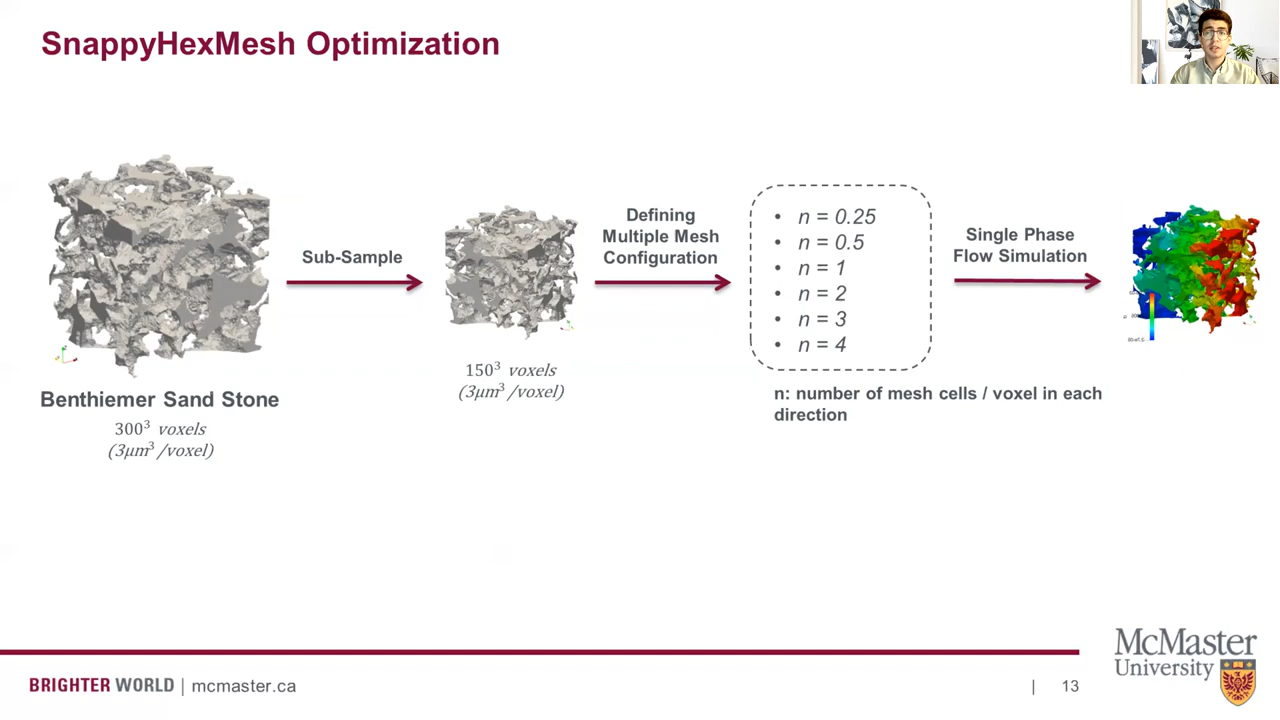 SnappyHexMesh Optimization
Sub-Sample
Defining
Multiple Mesh
Configuration
• n = 0.25
• n = 0.5
• n = 1
• n = 2
• n = 3
• n = 4
Single Phase
Flow Simulation
150³ voxels
(3μm³/voxel)
n: number of mesh cells / voxel in each
direction
Benthiemer Sand Stone
300³ voxels
(3μm³/voxel)
BRIGHTER WORLD | mcmaster.ca
| 13
McMaster
University